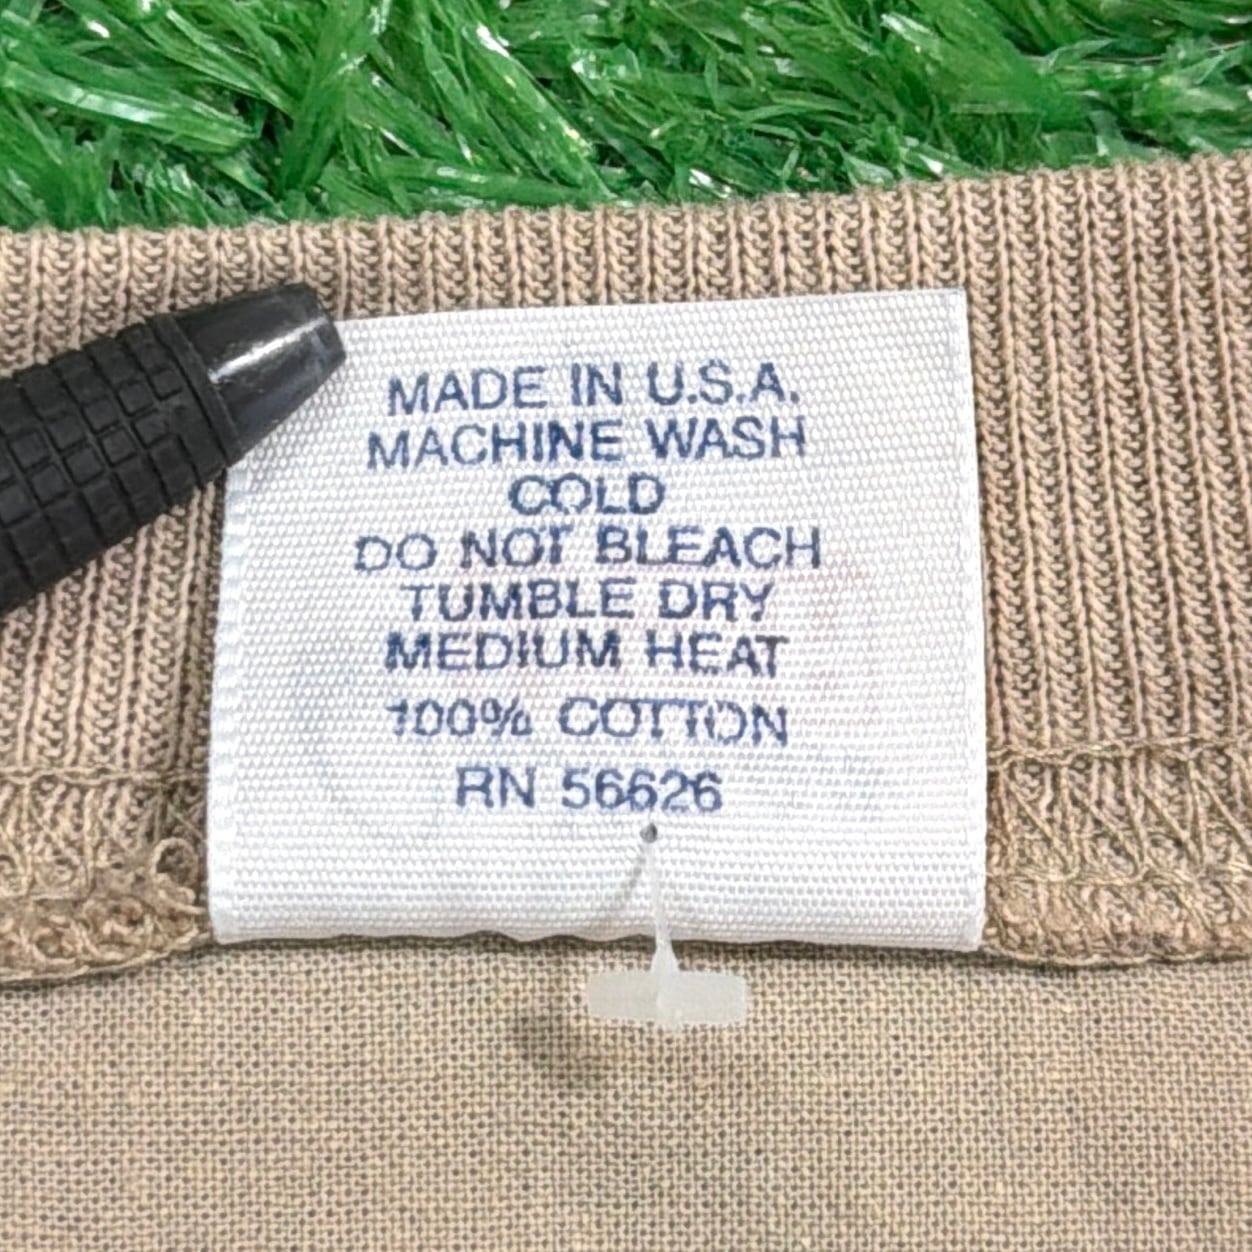 MADE IN U.S.A.
MACHINE WASH
COLD
DO NOT BLEACH
TUMBLE DRY
MEDIUM HEAT
100% COTTON
RN 56626